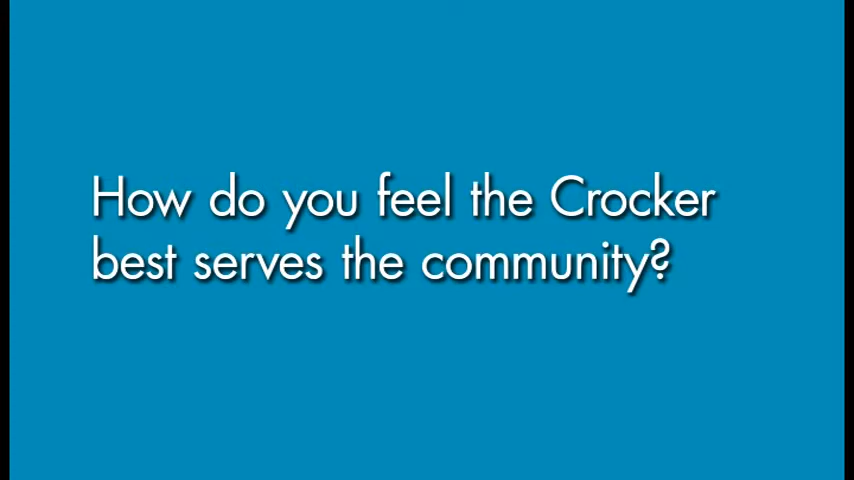 How do you feel the Crocker
best serves the community?